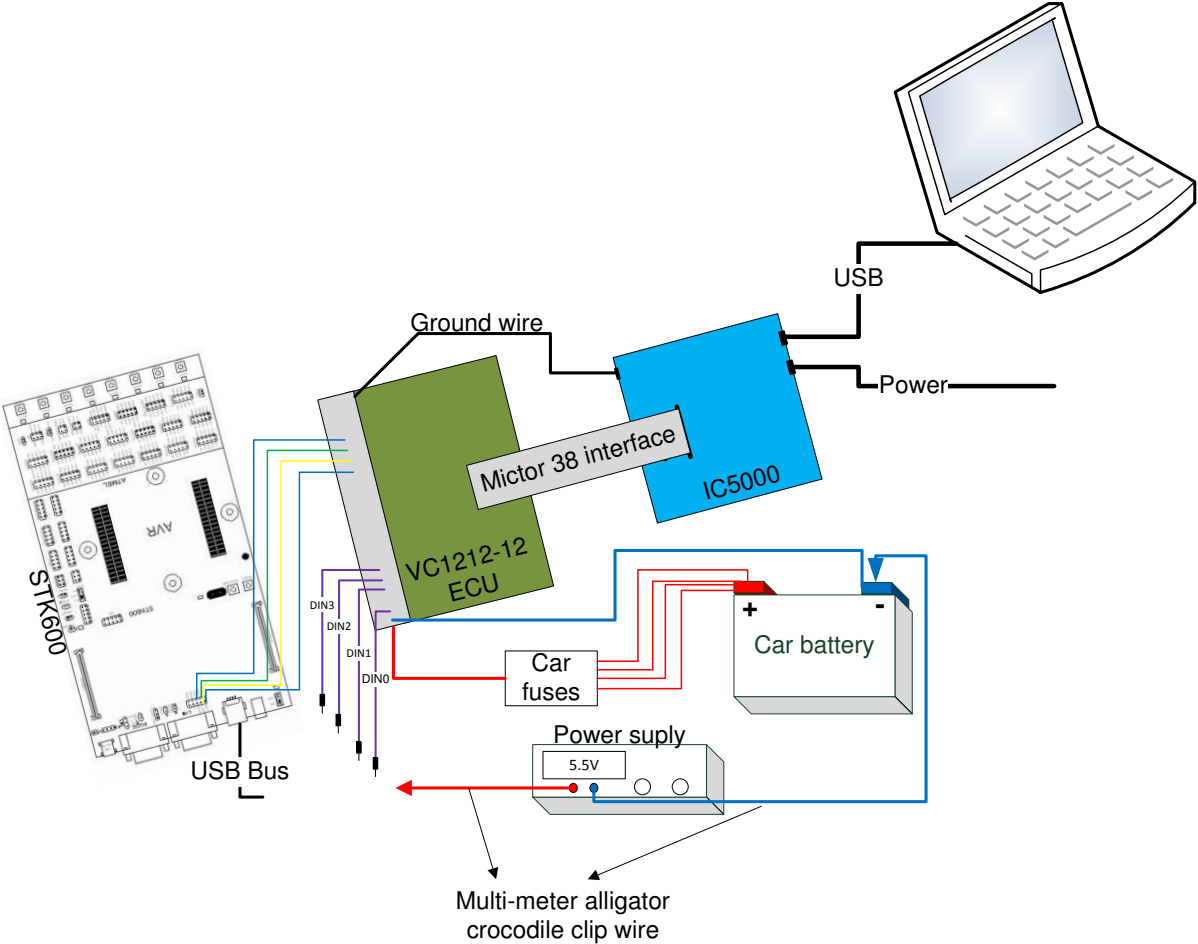 USB
Ground wire
Power
Mictor 38 interface
IC5000
ATMEL
AVR
STK600
STK600
VC1212-12
ECU
DIN3
DIN2
DIN1
DIN0
+
-
Car battery
Car
fuses
Power suply
5.5V
USB Bus
Multi-meter alligator
crocodile clip wire